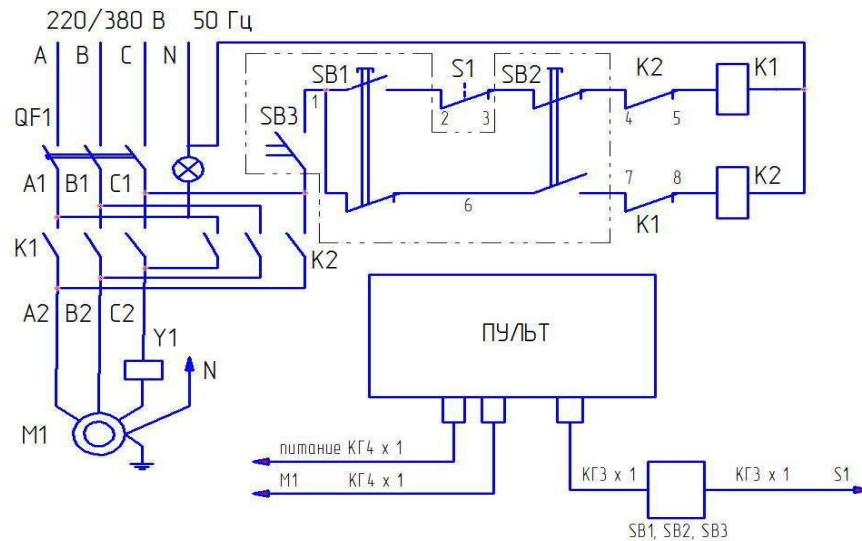 220/380 В 50 Гц
A B C N
SB1 S1 SB2 K2 K1
1 2 3 4 5
QF1 SB3
A1 B1 C1 K2
6 7 8
K1 K2 K1
A2 B2 C2
Y1
N
M1
ПУЛЬТ
питание КГ4 x 1
М1 КГ4 x 1
КГ3 x 1 КГ3 x 1 S1
SB1, SB2, SB3